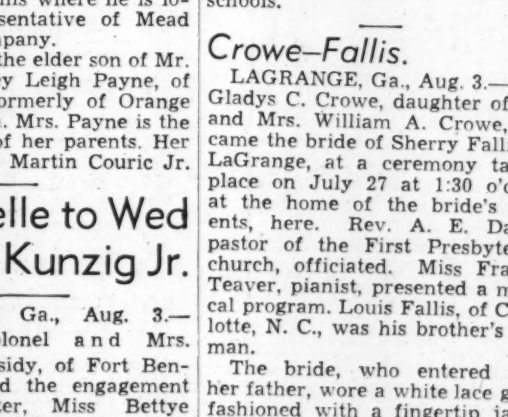 sentative of Mead
pany.
the elder son of Mr.
y Leigh Payne, of
ormerly of Orange
. Mrs. Payne is the
of her parents. Her
Martin Couric Jr.
elle to Wed
Kunzig Jr.
Ga., Aug. 3.—
olonel and Mrs.
sidy, of Fort Ben-
d the engagement
ter, Miss Bettye
schools.
Crowe–Fallis.
LAGRANGE, Ga., Aug. 3.—
Gladys C. Crowe, daughter of
and Mrs. William A. Crowe,
came the bride of Sherry Falli
LaGrange, at a ceremony ta
place on July 27 at 1:30 o'c
at the home of the bride's
ents, here. Rev. A. E. Da
pastor of the First Presbyte
church, officiated. Miss Fra
Teaver, pianist, presented a m
cal program. Louis Fallis, of C
lotte, N. C., was his brother's
man.
The bride, who entered
her father, wore a white lace g
fashioned with a fingertip ja